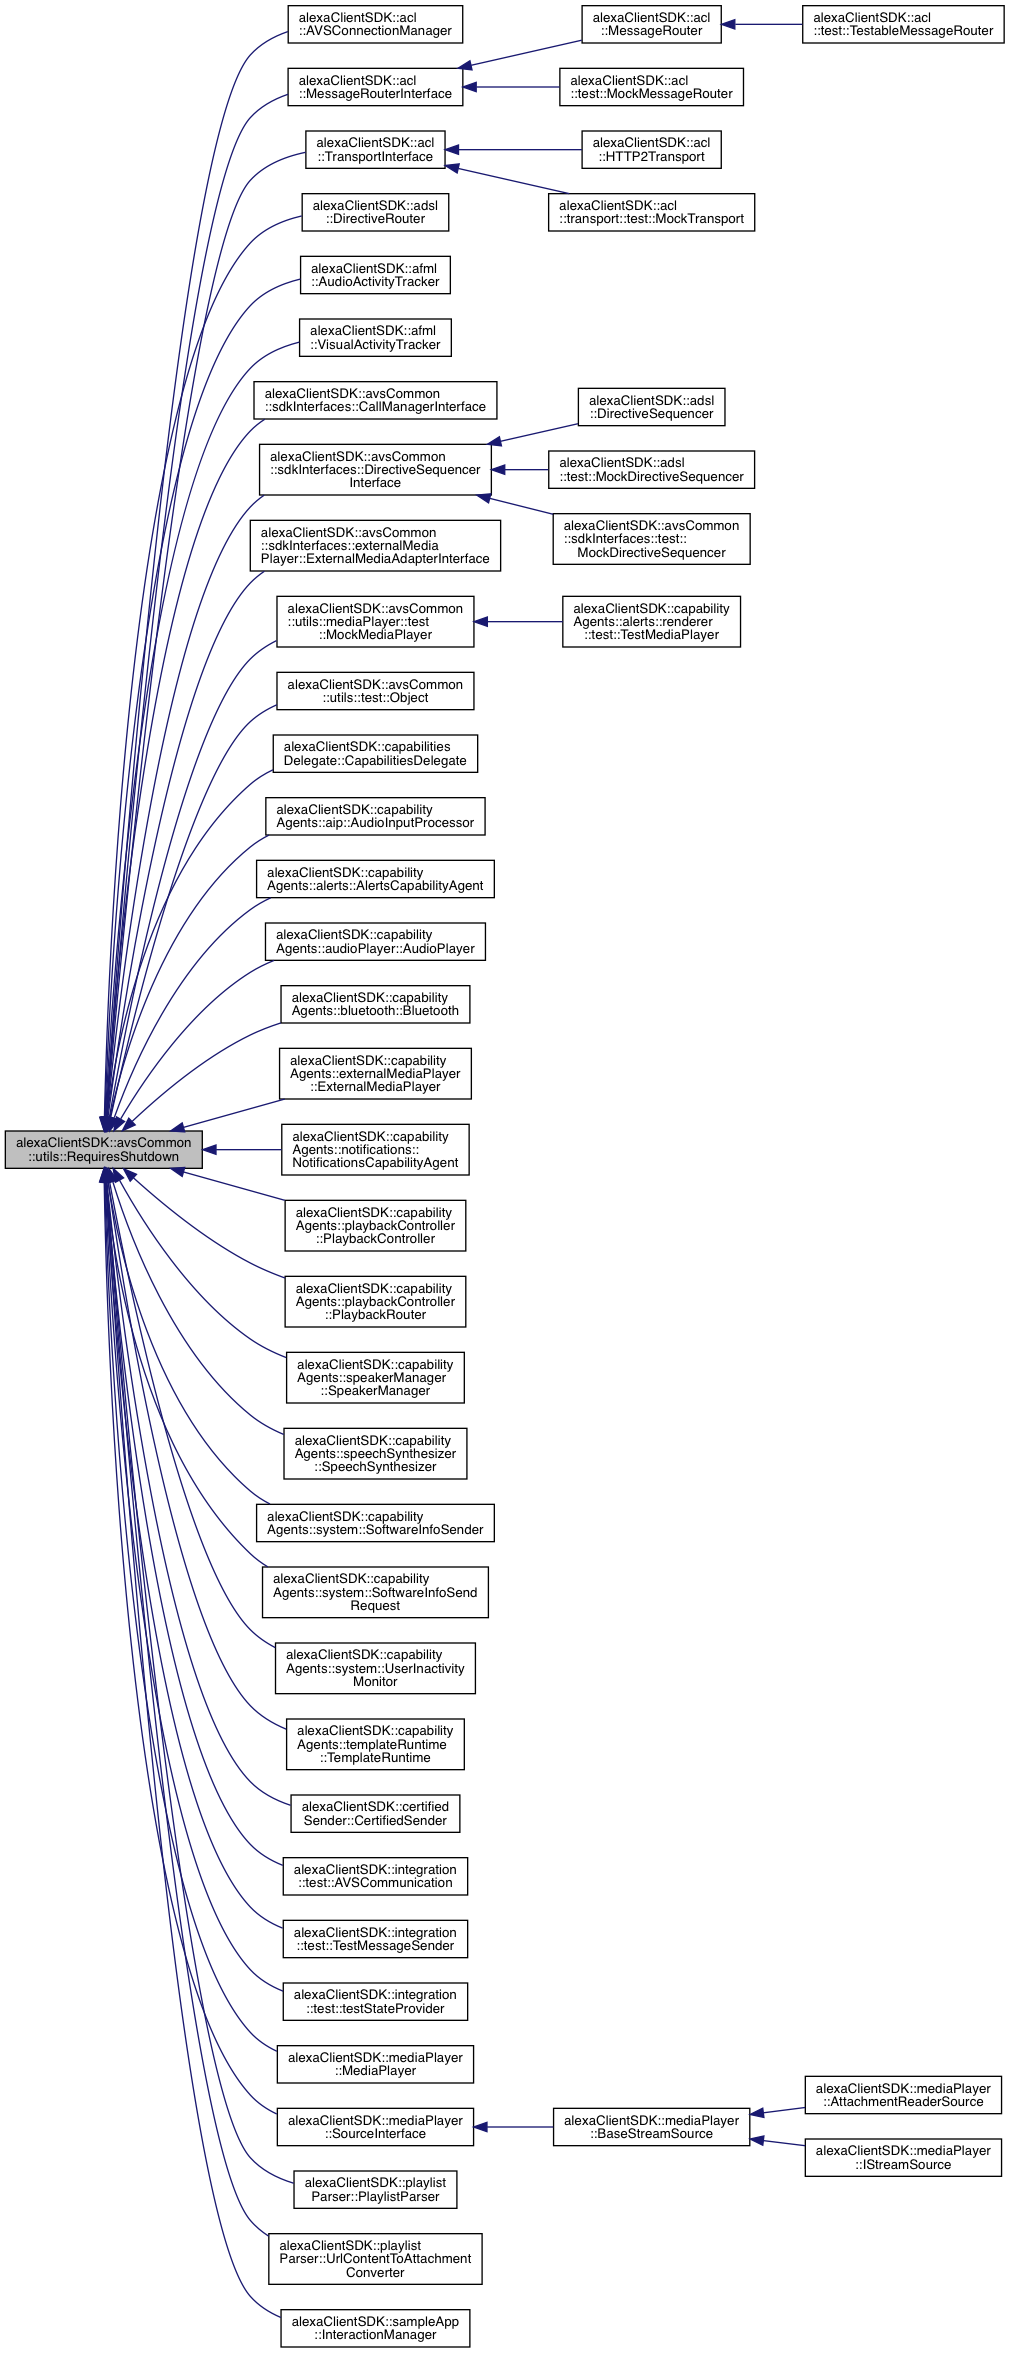 alexaClientSDK::acl
::AVSConnectionManager
alexaClientSDK::acl
::MessageRouter
alexaClientSDK::acl
::test::TestableMessageRouter
alexaClientSDK::acl
::MessageRouterInterface
alexaClientSDK::acl
::test::MockMessageRouter
alexaClientSDK::acl
::TransportInterface
alexaClientSDK::acl
::HTTP2Transport
alexaClientSDK::acl
::transport::test::MockTransport
alexaClientSDK::adsl
::DirectiveRouter
alexaClientSDK::afml
::AudioActivityTracker
alexaClientSDK::afml
::VisualActivityTracker
alexaClientSDK::avsCommon
::sdkInterfaces::CallManagerInterface
alexaClientSDK::adsl
::DirectiveSequencer
alexaClientSDK::avsCommon
::sdkInterfaces::DirectiveSequencer
Interface
alexaClientSDK::adsl
::test::MockDirectiveSequencer
alexaClientSDK::avsCommon
::sdkInterfaces::test::
MockDirectiveSequencer
alexaClientSDK::avsCommon
::sdkInterfaces::externalMedia
Player::ExternalMediaAdapterInterface
alexaClientSDK::avsCommon
::utils::mediaPlayer::test
::MockMediaPlayer
alexaClientSDK::capability
Agents::alerts::renderer
::test::TestMediaPlayer
alexaClientSDK::avsCommon
::utils::test::Object
alexaClientSDK::capabilities
Delegate::CapabilitiesDelegate
alexaClientSDK::capability
Agents::aip::AudioInputProcessor
alexaClientSDK::capability
Agents::alerts::AlertsCapabilityAgent
alexaClientSDK::capability
Agents::audioPlayer::AudioPlayer
alexaClientSDK::capability
Agents::bluetooth::Bluetooth
alexaClientSDK::capability
Agents::externalMediaPlayer
::ExternalMediaPlayer
alexaClientSDK::avsCommon
::utils::RequiresShutdown
alexaClientSDK::capability
Agents::notifications::
NotificationsCapabilityAgent
alexaClientSDK::capability
Agents::playbackController
::PlaybackController
alexaClientSDK::capability
Agents::playbackController
::PlaybackRouter
alexaClientSDK::capability
Agents::speakerManager
::SpeakerManager
alexaClientSDK::capability
Agents::speechSynthesizer
::SpeechSynthesizer
alexaClientSDK::capability
Agents::system::SoftwareInfoSender
alexaClientSDK::capability
Agents::system::SoftwareInfoSend
Request
alexaClientSDK::capability
Agents::system::UserInactivity
Monitor
alexaClientSDK::capability
Agents::templateRuntime
::TemplateRuntime
alexaClientSDK::certified
Sender::CertifiedSender
alexaClientSDK::integration
::test::AVSCommunication
alexaClientSDK::integration
::test::TestMessageSender
alexaClientSDK::integration
::test::testStateProvider
alexaClientSDK::mediaPlayer
::MediaPlayer
alexaClientSDK::mediaPlayer
::SourceInterface
alexaClientSDK::mediaPlayer
::BaseStreamSource
alexaClientSDK::mediaPlayer
::AttachmentReaderSource
alexaClientSDK::mediaPlayer
::IStreamSource
alexaClientSDK::playlist
Parser::PlaylistParser
alexaClientSDK::playlist
Parser::UrlContentToAttachment
Converter
alexaClientSDK::sampleApp
::InteractionManager